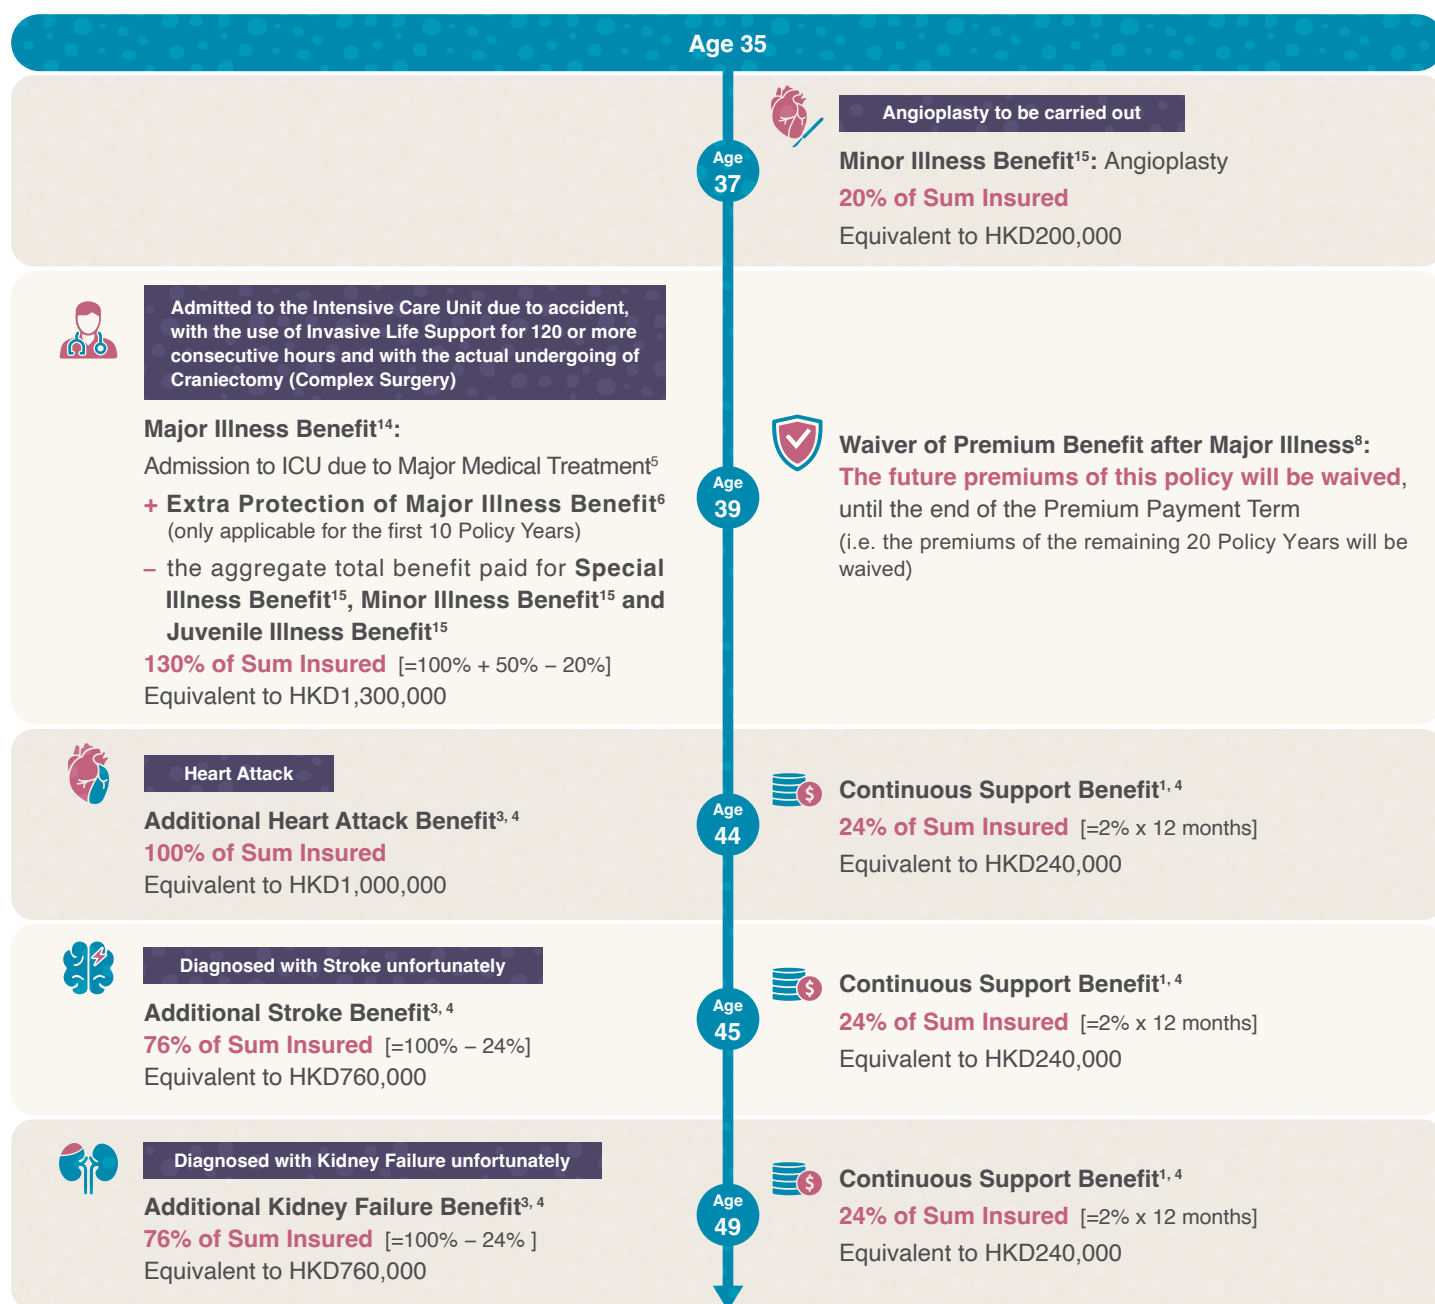 Age 35
Age
37
Angioplasty to be carried out
Minor Illness Benefit15: Angioplasty
20% of Sum Insured
Equivalent to HKD200,000
Admitted to the Intensive Care Unit due to accident,
with the use of Invasive Life Support for 120 or more
consecutive hours and with the actual undergoing of
Craniectomy (Complex Surgery)
Major Illness Benefit14:
Admission to ICU due to Major Medical Treatment5
+ Extra Protection of Major Illness Benefit6
(only applicable for the first 10 Policy Years)
– the aggregate total benefit paid for Special
Illness Benefit15, Minor Illness Benefit15 and
Juvenile Illness Benefit15
130% of Sum Insured [=100% + 50% – 20%]
Equivalent to HKD1,300,000
Age
39
Waiver of Premium Benefit after Major Illness8:
The future premiums of this policy will be waived,
until the end of the Premium Payment Term
(i.e. the premiums of the remaining 20 Policy Years will be
waived)
Heart Attack
Additional Heart Attack Benefit3, 4
100% of Sum Insured
Equivalent to HKD1,000,000
Age
44
Continuous Support Benefit1, 4
24% of Sum Insured [=2% x 12 months]
Equivalent to HKD240,000
Diagnosed with Stroke unfortunately
Additional Stroke Benefit3, 4
76% of Sum Insured [=100% – 24%]
Equivalent to HKD760,000
Age
45
Continuous Support Benefit1, 4
24% of Sum Insured [=2% x 12 months]
Equivalent to HKD240,000
Diagnosed with Kidney Failure unfortunately
Additional Kidney Failure Benefit3, 4
76% of Sum Insured [=100% – 24% ]
Equivalent to HKD760,000
Age
49
Continuous Support Benefit1, 4
24% of Sum Insured [=2% x 12 months]
Equivalent to HKD240,000